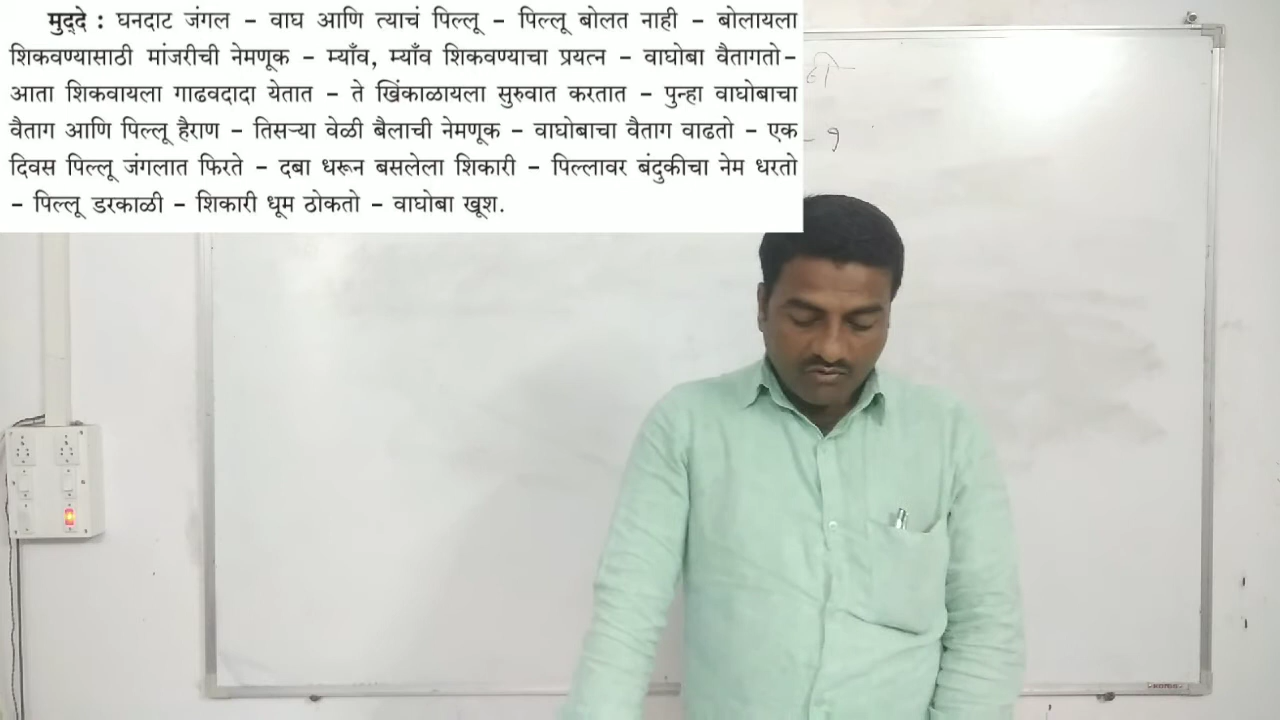 मुद्दे : घनदाट जंगल – वाघ आणि त्याचं पिल्लू – पिल्लू बोलत नाही – बोलायला
शिकवण्यासाठी मांजरीची नेमणूक – म्याँव, म्याँव शिकवण्याचा प्रयत्न – वाघोबा वैतागतो–
आता शिकवायला गाढवदादा येतात – ते खिंकाळायला सुरुवात करतात – पुन्हा वाघोबाचा
वैताग आणि पिल्लू हैराण – तिसऱ्या वेळी बैलाची नेमणूक – वाघोबाचा वैताग वाढतो – एक
दिवस पिल्लू जंगलात फिरते – दबा धरून बसलेला शिकारी – पिल्लावर बंदुकीचा नेम धरतो
– पिल्लू डरकाळी – शिकारी धूम ठोकतो – वाघोबा खूश.
– १